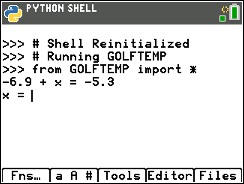 PYTHON SHELL
>>> # Shell Reinitialized
>>> # Running GOLFTEMP
>>> from GOLFTEMP import *
-6.9 + x = -5.3
x =
Fns… a A # Tools Editor Files